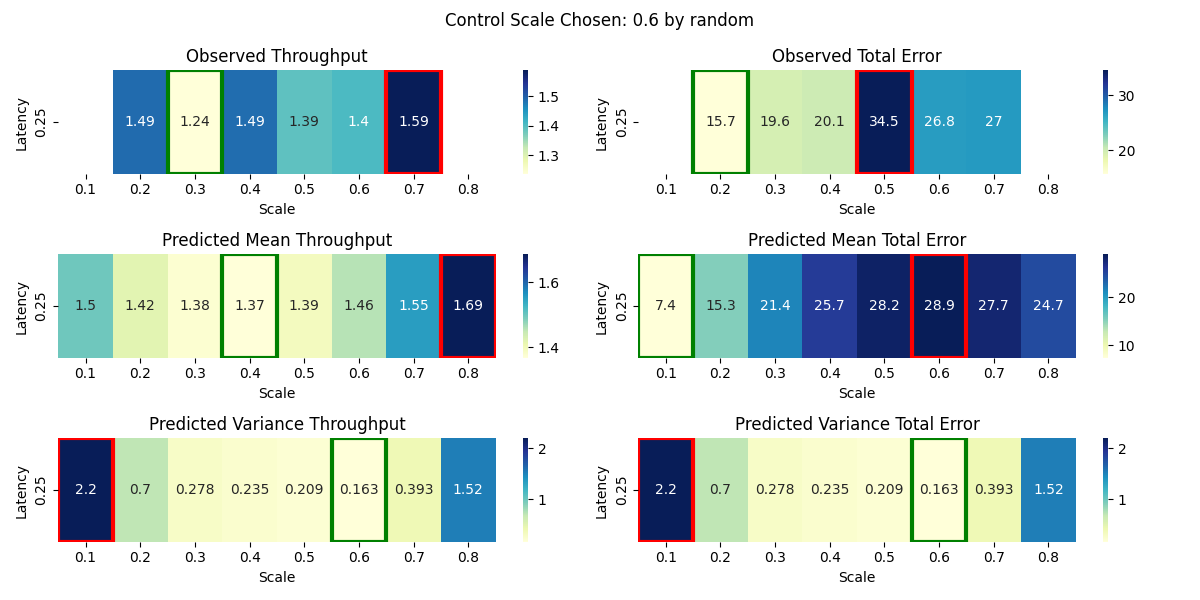 Control Scale Chosen: 0.6 by random
Observed Throughput
Latency
0.25
1.49 1.24 1.49 1.39 1.4 1.59
0.1 0.2 0.3 0.4 0.5 0.6 0.7 0.8
Scale
1.5
1.4
1.3
Observed Total Error
Latency
0.25
15.7 19.6 20.1 34.5 26.8 27
0.1 0.2 0.3 0.4 0.5 0.6 0.7 0.8
Scale
30
20
Predicted Mean Throughput
Latency
0.25
1.5 1.42 1.38 1.37 1.39 1.46 1.55 1.69
0.1 0.2 0.3 0.4 0.5 0.6 0.7 0.8
Scale
1.6
1.4
Predicted Mean Total Error
Latency
0.25
7.4 15.3 21.4 25.7 28.2 28.9 27.7 24.7
0.1 0.2 0.3 0.4 0.5 0.6 0.7 0.8
Scale
20
10
Predicted Variance Throughput
Latency
0.25
2.2 0.7 0.278 0.235 0.209 0.163 0.393 1.52
0.1 0.2 0.3 0.4 0.5 0.6 0.7 0.8
Scale
2
1
Predicted Variance Total Error
Latency
0.25
2.2 0.7 0.278 0.235 0.209 0.163 0.393 1.52
0.1 0.2 0.3 0.4 0.5 0.6 0.7 0.8
Scale
2
1